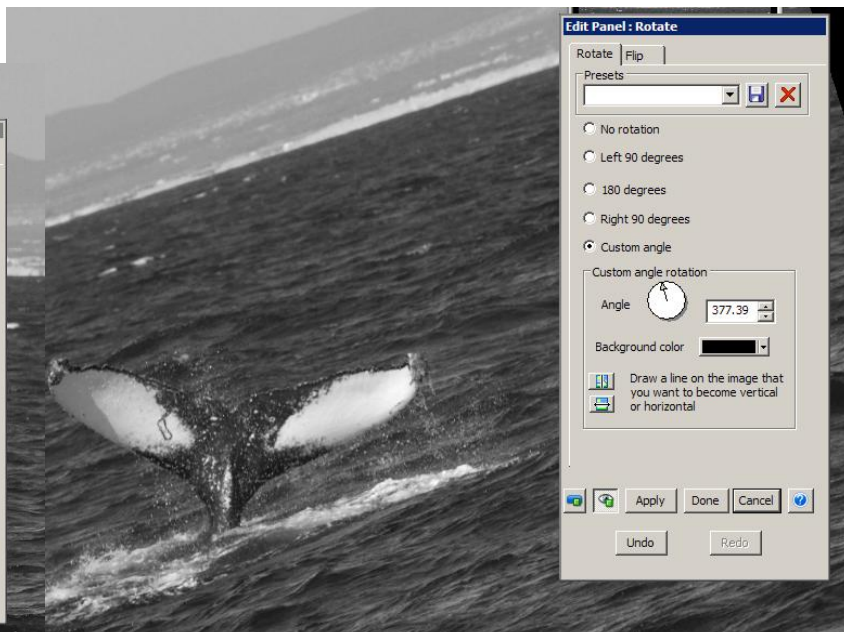 Edit Panel : Rotate
Rotate
Flip
Presets
No rotation
Left 90 degrees
180 degrees
Right 90 degrees
Custom angle
Custom angle rotation
Angle
377.39
Background color
Draw a line on the image that
you want to become vertical
or horizontal
Apply
Done
Cancel
?
Undo
Redo